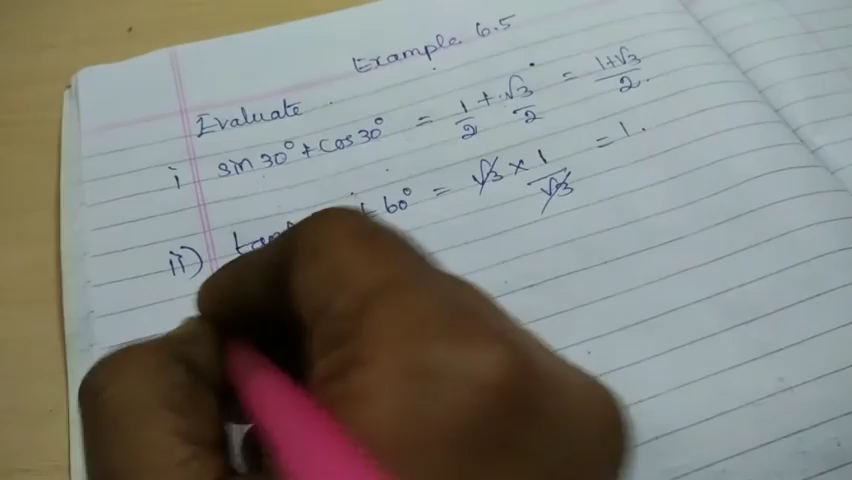 Example 6.5
Evaluate
i sin 30° + cos 30° = 1/2 + √3/2 = 1+√3/2.
ii) tan 60° = √3 × 1/√3 = 1.